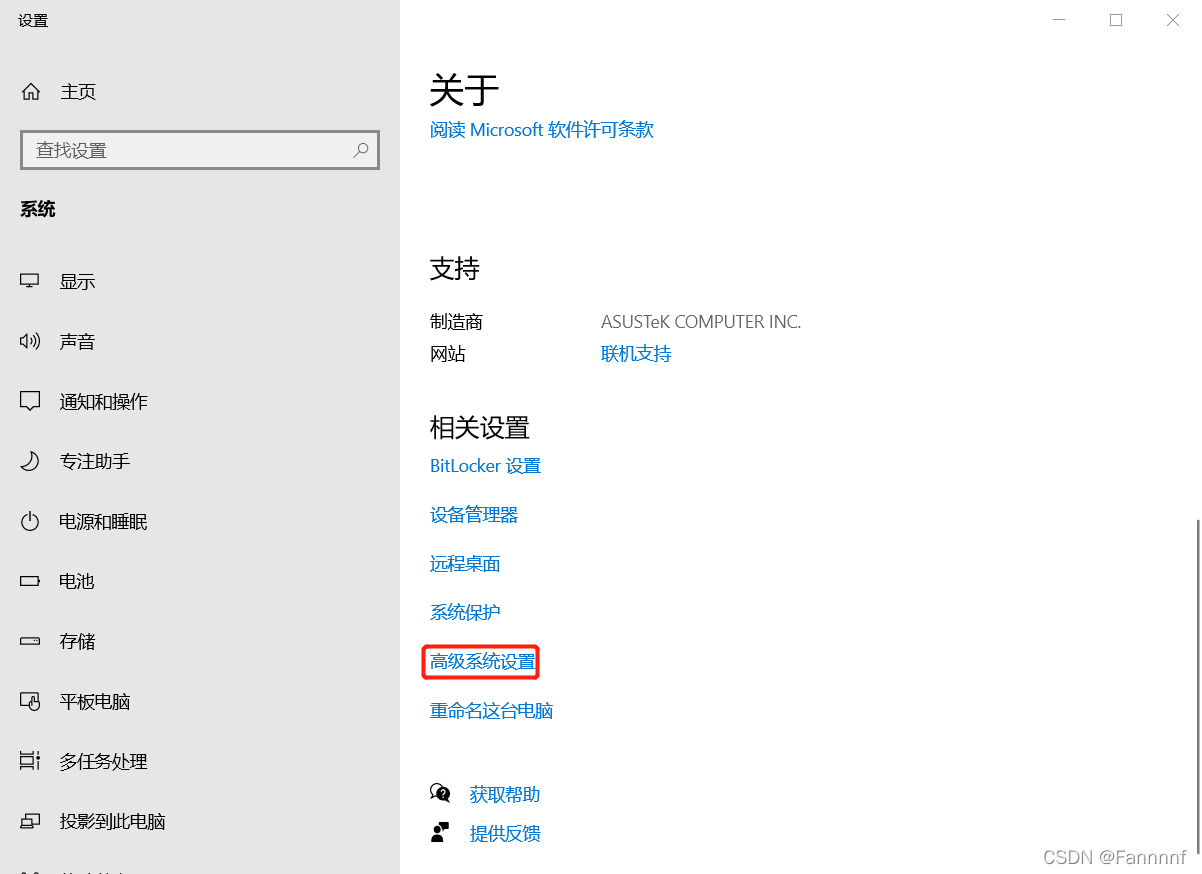 设置
主页
查找设置
系统
显示
声音
通知和操作
专注助手
电源和睡眠
电池
存储
平板电脑
多任务处理
投影到此电脑
关于
阅读 Microsoft 软件许可条款
支持
制造商 ASUSTeK COMPUTER INC.
网站 联机支持
相关设置
BitLocker 设置
设备管理器
远程桌面
系统保护
高级系统设置
重命名这台电脑
获取帮助
提供反馈
CSDN @Fannnnf